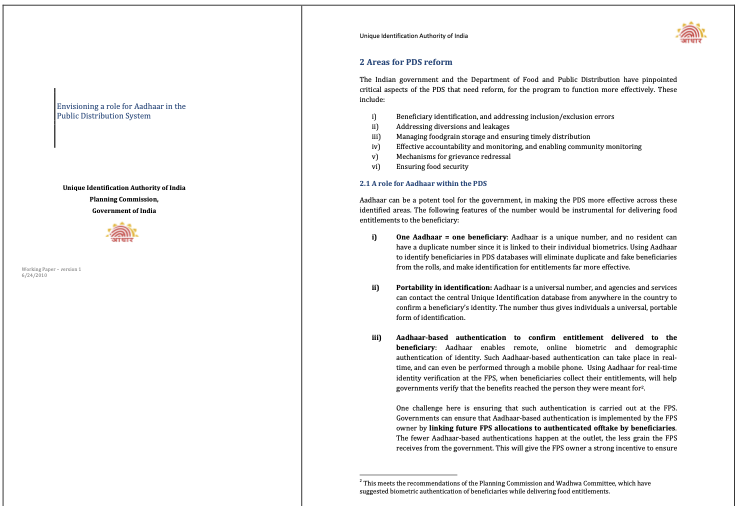 Envisioning a role for Aadhaar in the
Public Distribution System
Unique Identification Authority of India
Planning Commission,
Government of India
आधार
Working Paper – version 1
6/24/2010
Unique Identification Authority of India
आधार
2 Areas for PDS reform
The Indian government and the Department of Food and Public Distribution have pinpointed
critical aspects of the PDS that need reform, for the program to function more effectively. These
include:
i) Beneficiary identification, and addressing inclusion/exclusion errors
ii) Addressing diversions and leakages
iii) Managing foodgrain storage and ensuring timely distribution
iv) Effective accountability and monitoring, and enabling community monitoring
v) Mechanisms for grievance redressal
vi) Ensuring food security
2.1 A role for Aadhaar within the PDS
Aadhaar can be a potent tool for the government, in making the PDS more effective across these
identified areas. The following features of the number would be instrumental for delivering food
entitlements to the beneficiary:
i) One Aadhaar = one beneficiary: Aadhaar is a unique number, and no resident can
have a duplicate number since it is linked to their individual biometrics. Using Aadhaar
to identify beneficiaries in PDS databases will eliminate duplicate and fake beneficiaries
from the rolls, and make identification for entitlements far more effective.
ii) Portability in identification: Aadhaar is a universal number, and agencies and services
can contact the central Unique Identification database from anywhere in the country to
confirm a beneficiary's identity. The number thus gives individuals a universal, portable
form of identification.
iii) Aadhaar-based authentication to confirm entitlement delivered to the
beneficiary: Aadhaar enables remote, online biometric and demographic
authentication of identity. Such Aadhaar-based authentication can take place in real-
time, and can even be performed through a mobile phone. Using Aadhaar for real-time
identity verification at the FPS, when beneficiaries collect their entitlements, will help
governments verify that the benefits reached the person they were meant for².
One challenge here is ensuring that such authentication is carried out at the FPS.
Governments can ensure that Aadhaar-based authentication is implemented by the FPS
owner by linking future FPS allocations to authenticated offtake by beneficiaries.
The fewer Aadhaar-based authentications happen at the outlet, the less grain the FPS
receives from the government. This will give the FPS owner a strong incentive to ensure
² This meets the recommendations of the Planning Commission and Wadhwa Committee, which have
suggested biometric authentication of beneficiaries while delivering food entitlements.